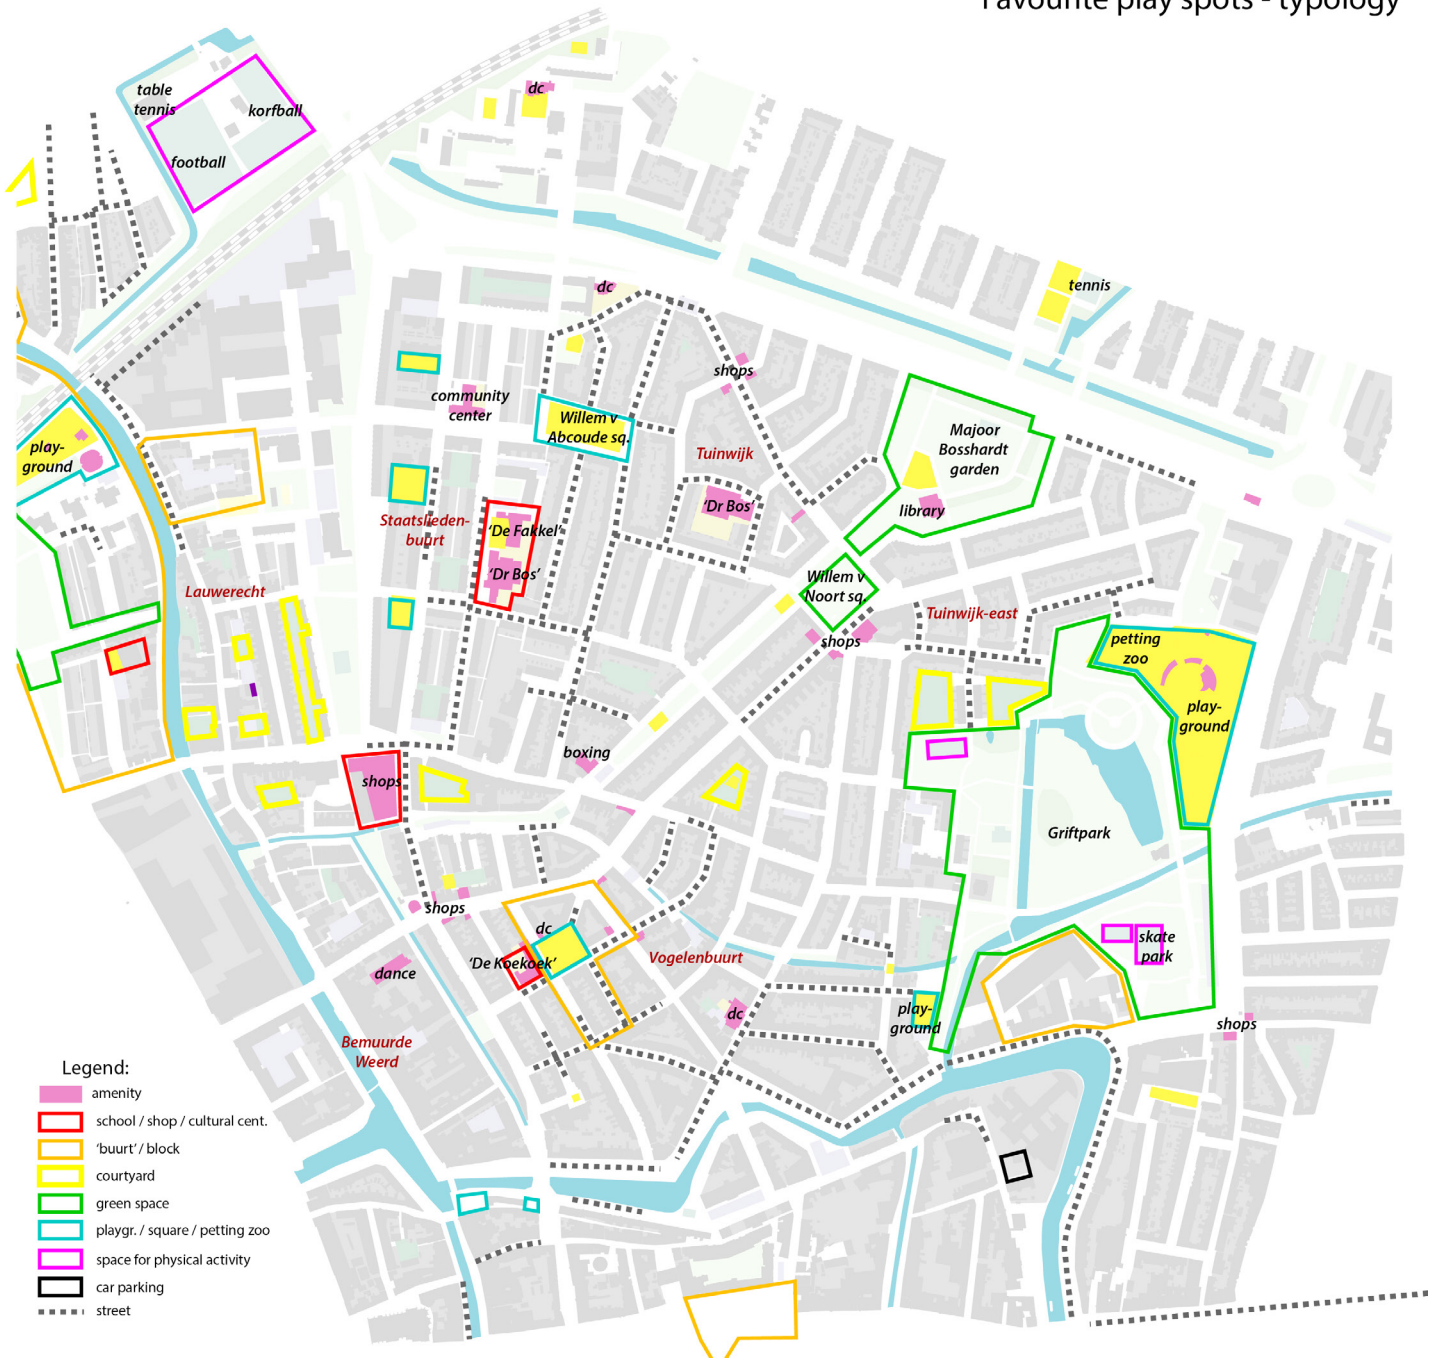 Favourite play spots - typology
table
tennis
korfball
football
dc
tennis
dc
shops
community
center
Willem v
Abcoude sq.
Majoor
Bosshardt
garden
play-
ground
Tuinwijk
'Dr Bos'
library
Staatslieden-
buurt
'De Fakkel'
'Dr Bos'
Willem v
Noort sq.
Lauwerecht
Tuinwijk-east
shops
petting
zoo
play-
ground
boxing
shops
Griftpark
shops
dc
'De Koekoek'
Vogelenbuurt
skate
park
dance
dc
play-
ground
shops
Bemuurde
Weerd
Legend:
amenity
school / shop / cultural cent.
'buurt' / block
courtyard
green space
playgr. / square / petting zoo
space for physical activity
car parking
street